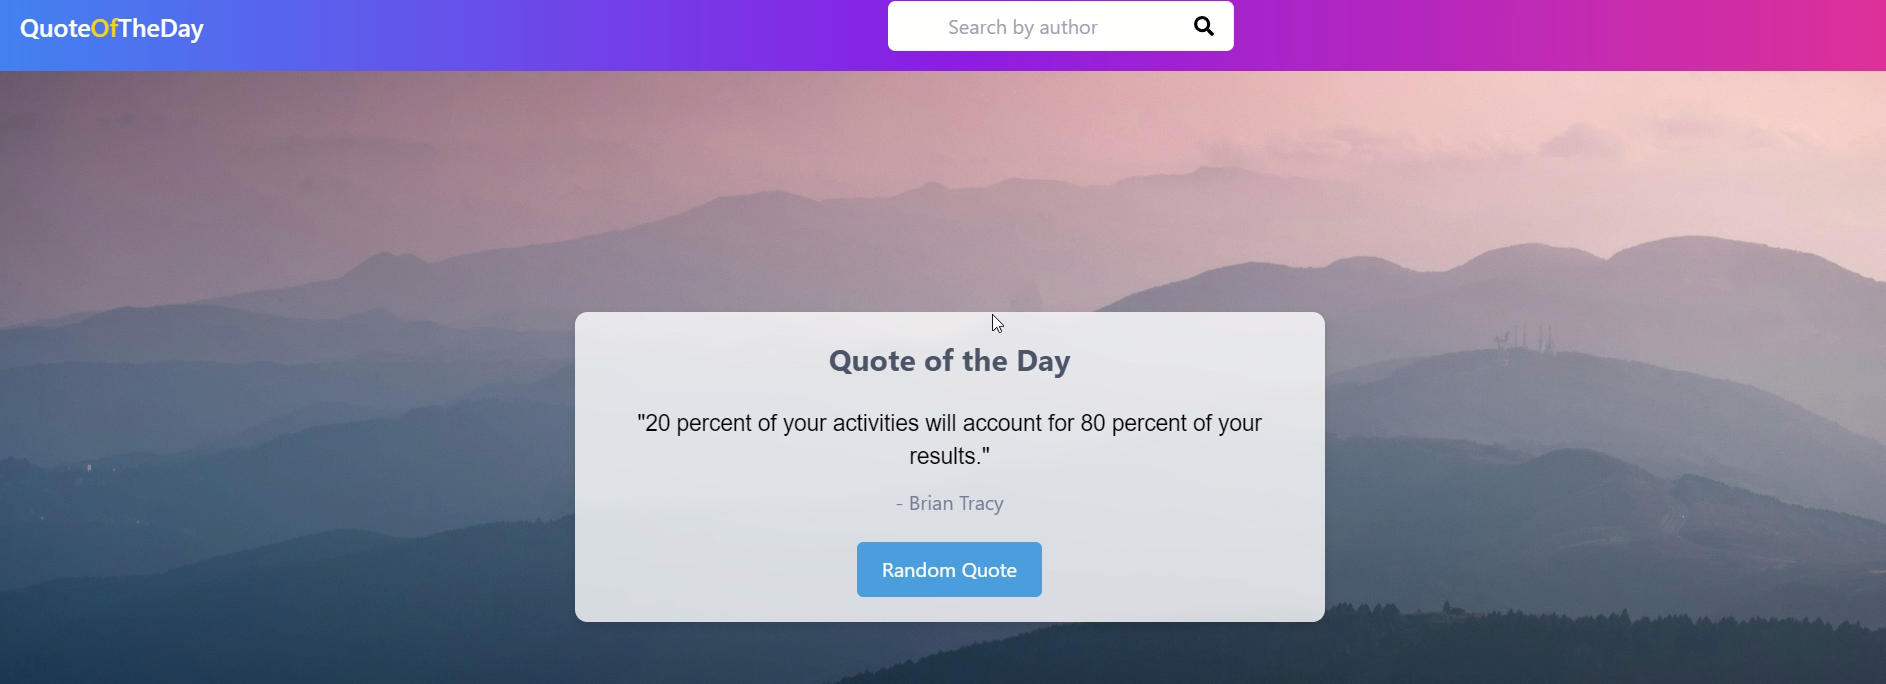 QuoteOfTheDay
Search by author
Quote of the Day
"20 percent of your activities will account for 80 percent of your
results."
- Brian Tracy
Random Quote